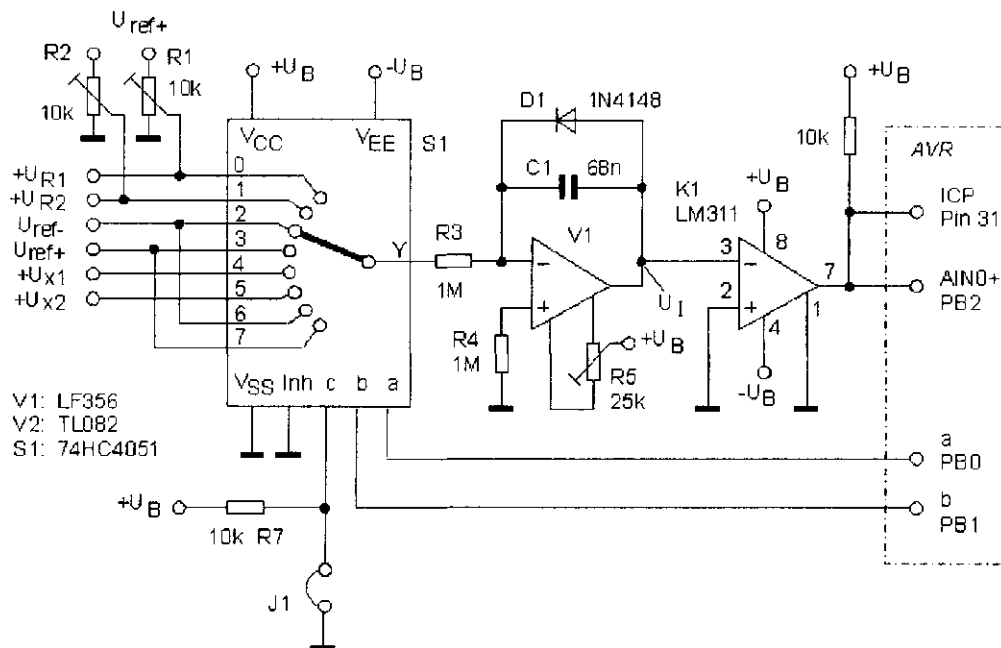 Uref+
R2
R1
10k
10k
+UB
-UB
VCC
VEE
S1
D1
1N4148
C1
68n
+UB
10k
AVR
ICP
Pin 31
AIN0+
PB2
+UR1
+UR2
Uref-
Uref+
+Ux1
+Ux2
0
1
2
3
4
5
6
7
Y
R3
1M
V1
-
+
R4
1M
UI
+UB
R5
25k
K1
LM311
+UB
8
3
-
2
+
7
1
4
-UB
VSS
Inh
c
b
a
V1: LF356
V2: TL082
S1: 74HC4051
a
PB0
b
PB1
+UB
10k R7
J1